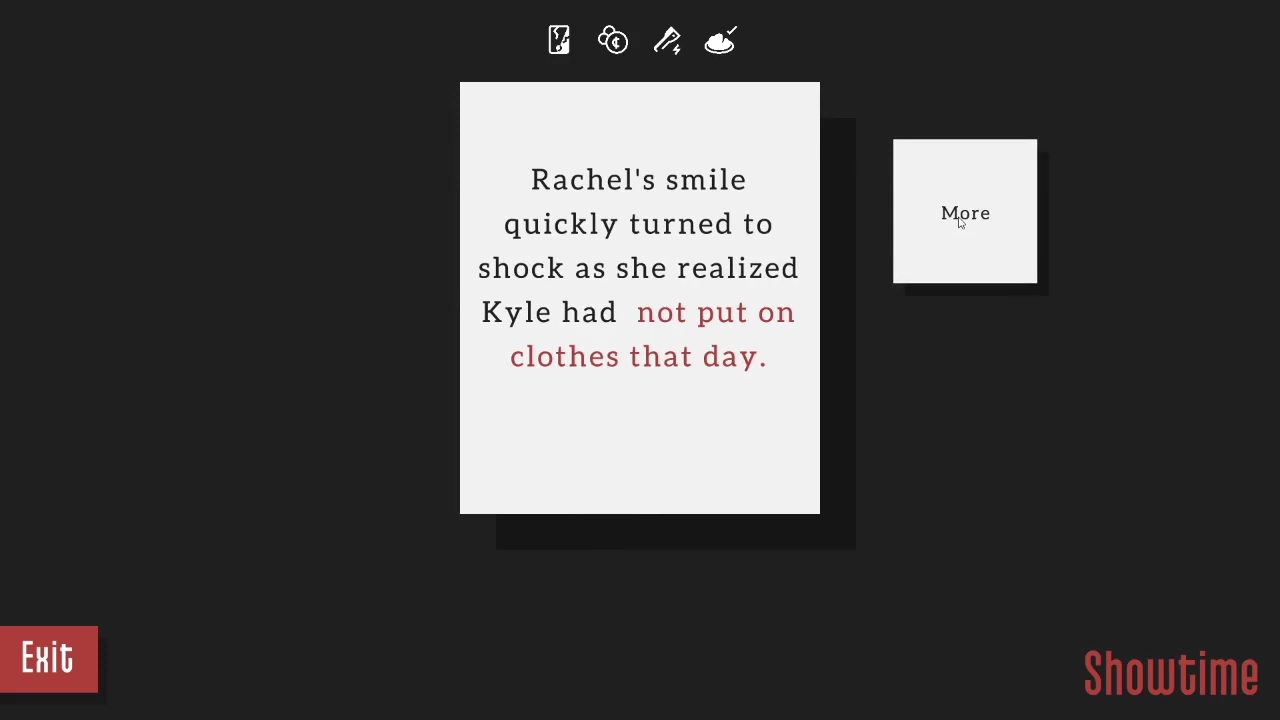 Rachel's smile
quickly turned to
shock as she realized
Kyle had not put on
clothes that day.
More
Exit
Showtime